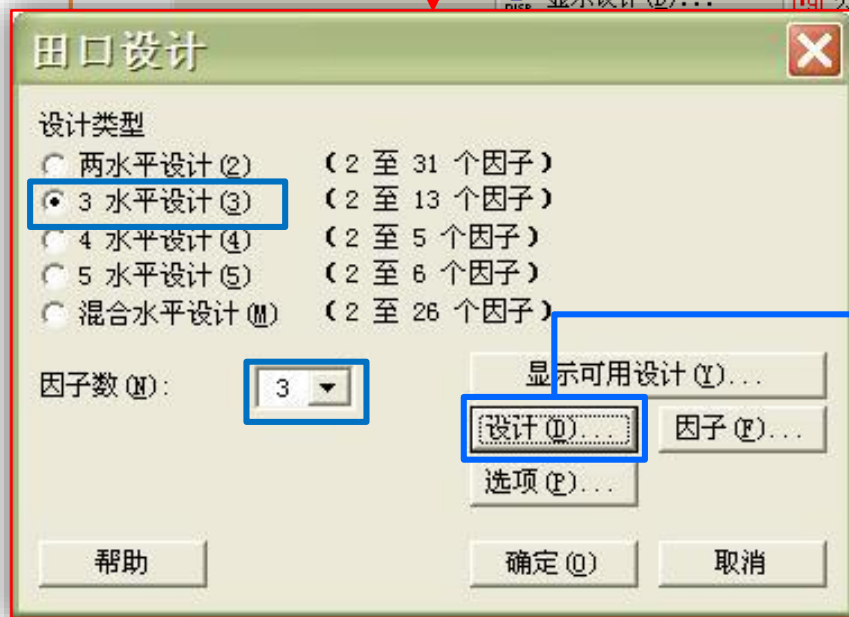 显示设计(D)...
田口设计
设计类型
两水平设计(2) (2 至 31 个因子)
3 水平设计(3) (2 至 13 个因子)
4 水平设计(4) (2 至 5 个因子)
5 水平设计(5) (2 至 6 个因子)
混合水平设计(M) (2 至 26 个因子)
因子数(N): 3
显示可用设计(Y)...
设计(D)... 因子(F)...
选项(P)...
帮助 确定(O) 取消